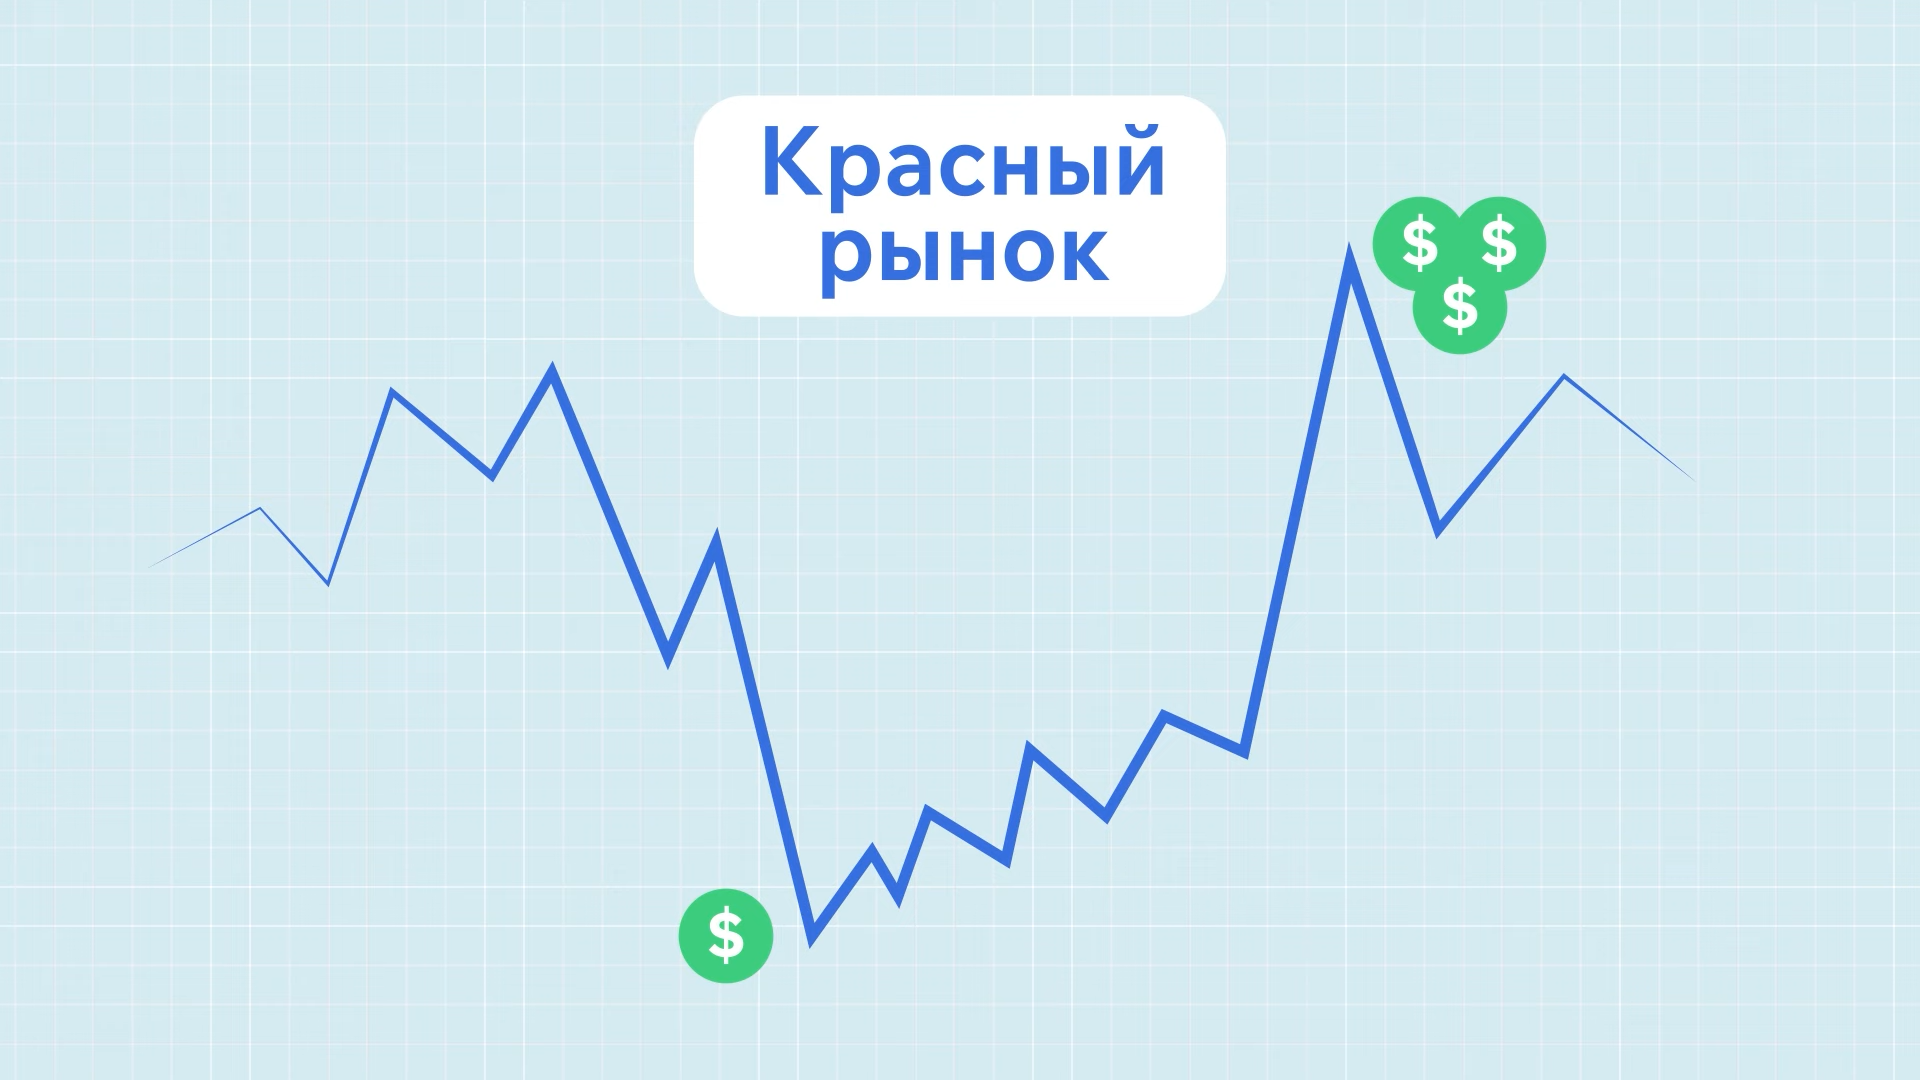 Красный
рынок
$ $
$
$